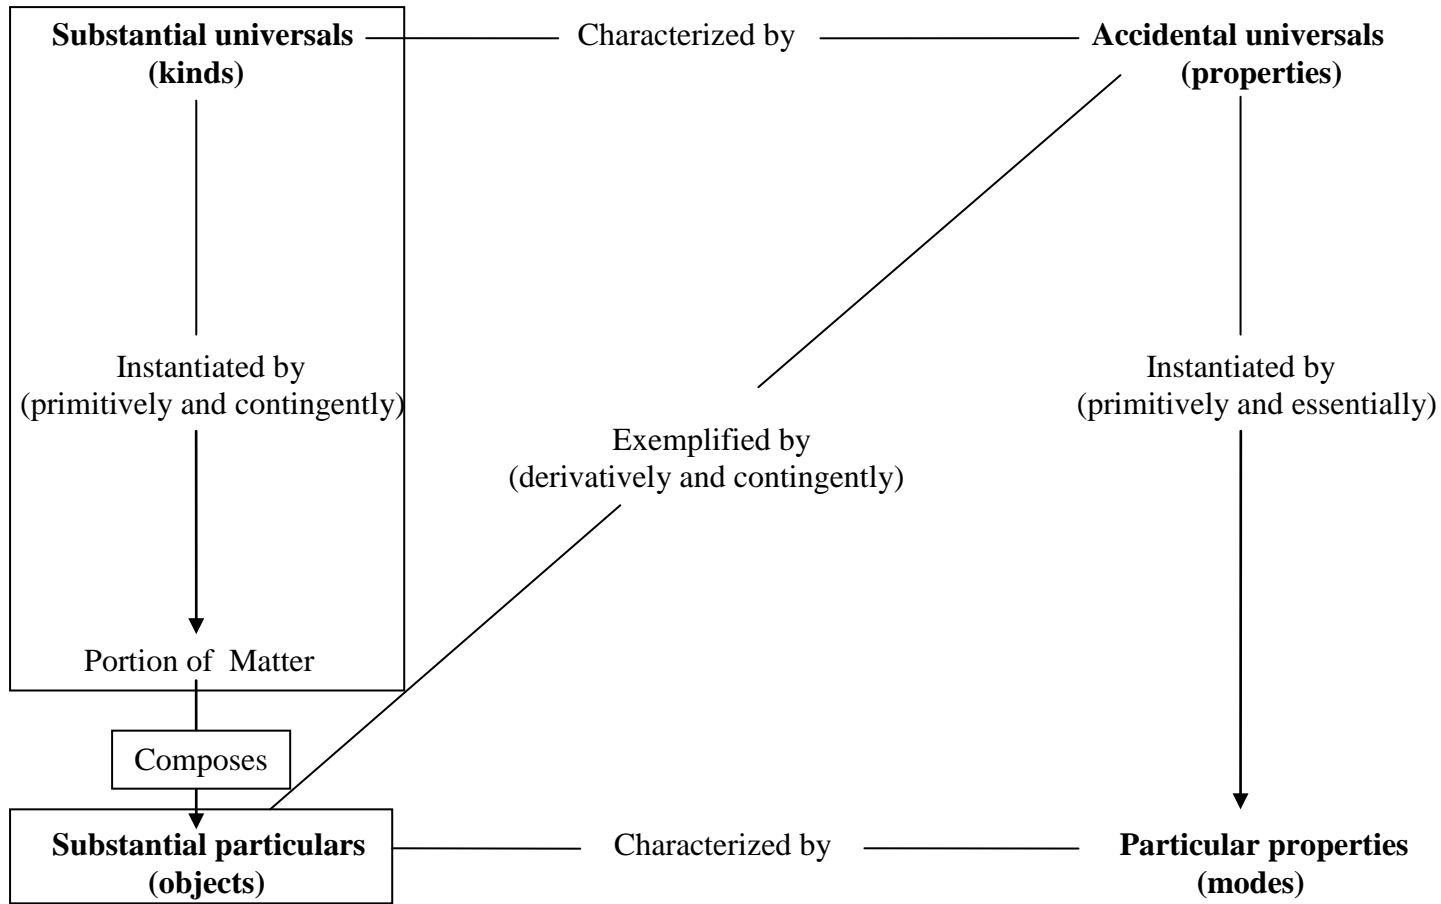 Substantial universals
(kinds)
Characterized by
Accidental universals
(properties)
Instantiated by
(primitively and contingently)
Instantiated by
(primitively and essentially)
Exemplified by
(derivatively and contingently)
Portion of Matter
Composes
Substantial particulars
(objects)
Characterized by
Particular properties
(modes)